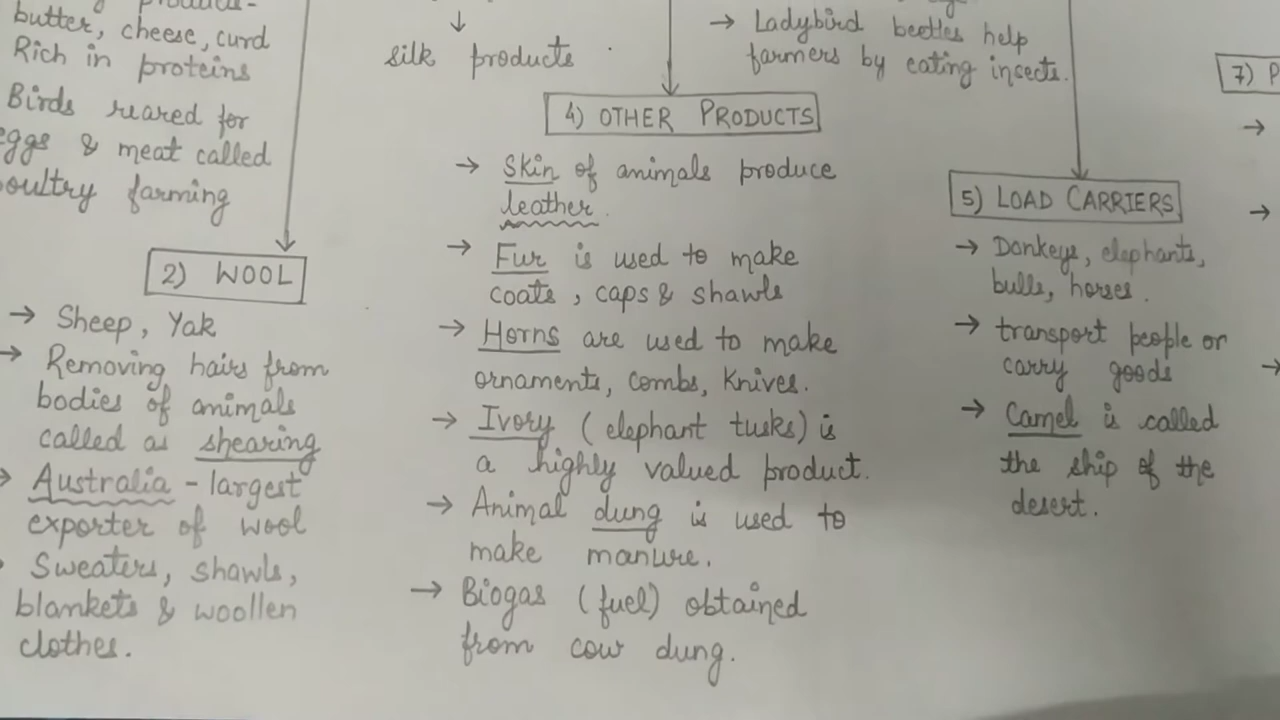 butter, cheese, curd
Rich in proteins
Birds reared for
eggs & meat called
poultry farming
2) WOOL
→ Sheep, Yak
→ Removing hairs from
bodies of animals
called as shearing
→ Australia - largest
exporter of wool
Sweaters, shawls,
blankets & woollen
clothes.
↓
silk products
4) OTHER PRODUCTS
→ Skin of animals produce
leather.
→ Fur is used to make
coats, caps & shawls
→ Horns are used to make
ornaments, combs, Knives.
→ Ivory (elephant tusks) is
a highly valued product.
→ Animal dung is used to
make manure.
→ Biogas (fuel) obtained
from cow dung.
→ Ladybird beetles help
farmers by eating insects.
5) LOAD CARRIERS
→ Donkeys, elephants,
bulls, horses.
→ transport people or
carry goods
→ Camel is called
the ship of the
desert.
7) P
→
→
→